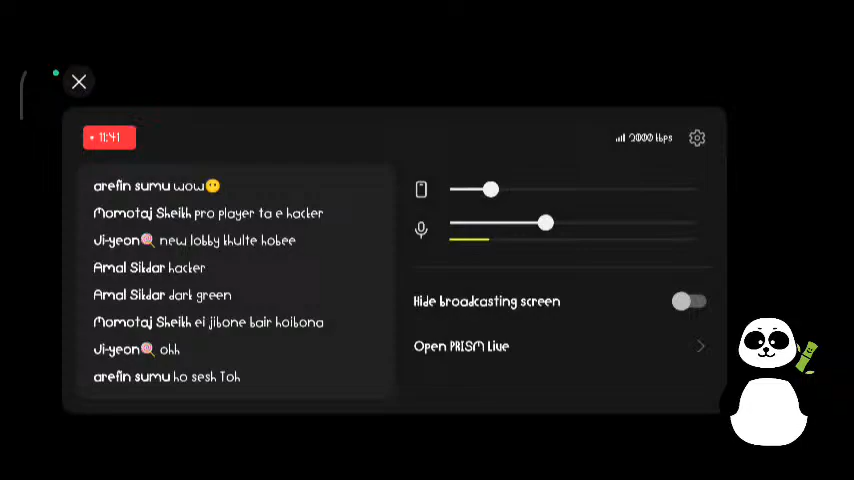 11:41
2000 kbps
arefin sumu wow😶
Momotaj Sheikh pro player ta e hacker
Ji-yeon🍭 new lobby khulte hobee
Amal Sikdar hacker
Amal Sikdar dark green
Momotaj Sheikh ei jibone bair hoibona
Ji-yeon🍭 ohh
arefin sumu ho sesh Toh
Hide broadcasting screen
Open PRISM Live